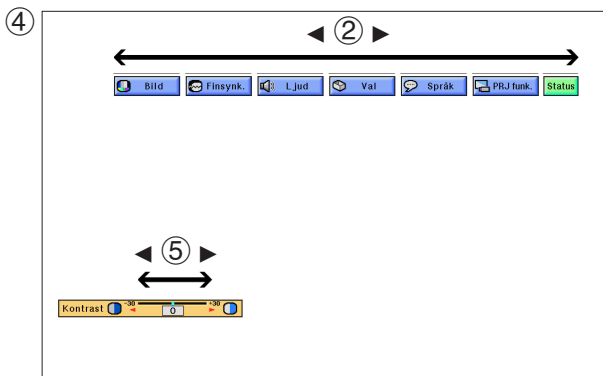 ④
◄ ② ►
Bild Finsynk. Ljud Val Språk PRJ funk. Status
◄ ⑤ ►
Kontrast -30 0 +30